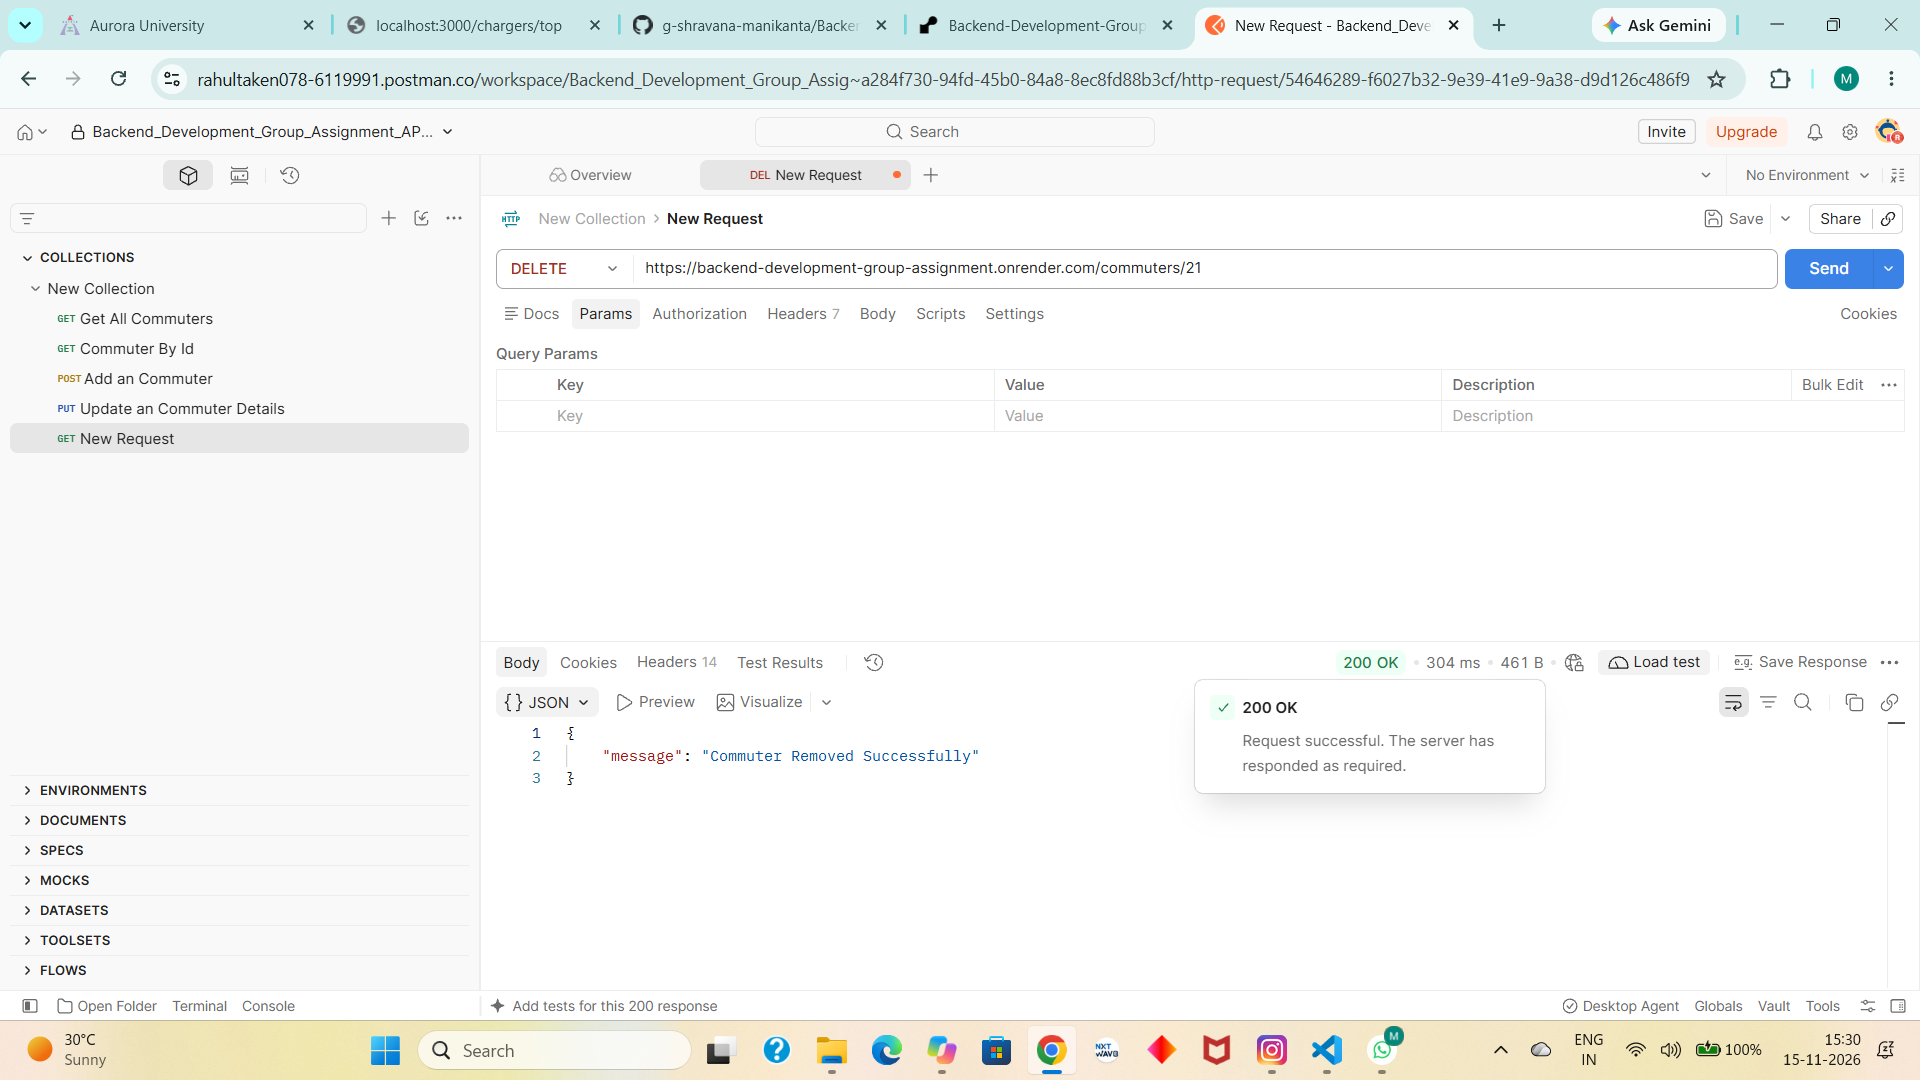 Aurora University
localhost:3000/chargers/top
g-shravana-manikanta/Backen
Backend-Development-Group
New Request - Backend_Deve
Ask Gemini
rahultaken078-6119991.postman.co/workspace/Backend_Development_Group_Assig~a284f730-94fd-45b0-84a8-8ec8fd88b3cf/http-request/54646289-f6027b32-9e39-41e9-9a38-d9d126c486f9
M
Backend_Development_Group_Assignment_AP...
Search
Invite
Upgrade
R
Overview
DEL New Request
No Environment
HTTP New Collection > New Request
Save
Share
COLLECTIONS
New Collection
GET Get All Commuters
GET Commuter By Id
POST Add an Commuter
PUT Update an Commuter Details
GET New Request
DELETE
https://backend-development-group-assignment.onrender.com/commuters/21
Send
Docs Params Authorization Headers 7 Body Scripts Settings
Cookies
Query Params
Key Value Description Bulk Edit
Key Value Description
Body Cookies Headers 14 Test Results
200 OK • 304 ms • 461 B
Load test
e.g. Save Response
{} JSON Preview Visualize
200 OK
Request successful. The server has
responded as required.
1 {
2 "message": "Commuter Removed Successfully"
3 }
ENVIRONMENTS
DOCUMENTS
SPECS
MOCKS
DATASETS
TOOLSETS
FLOWS
Open Folder Terminal Console
Add tests for this 200 response
Desktop Agent Globals Vault Tools
30°C
Sunny
Search
NXT
WAVE
M
ENG
IN
100%
15:30
15-11-2026